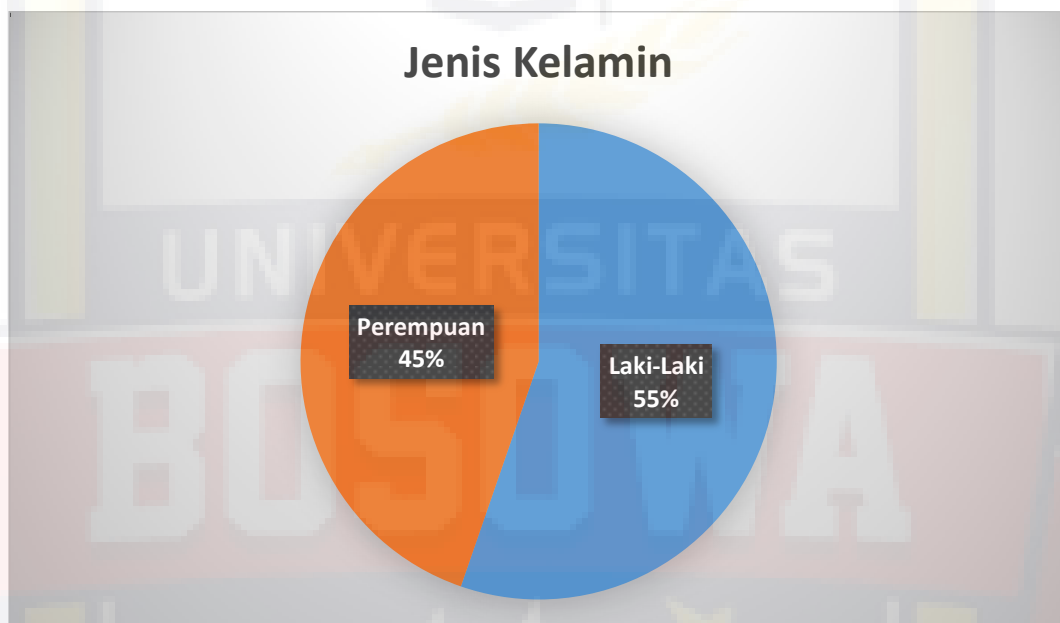 Jenis Kelamin
UNIVERSITAS
Perempuan
45%
Laki-Laki
55%
BOSOWA